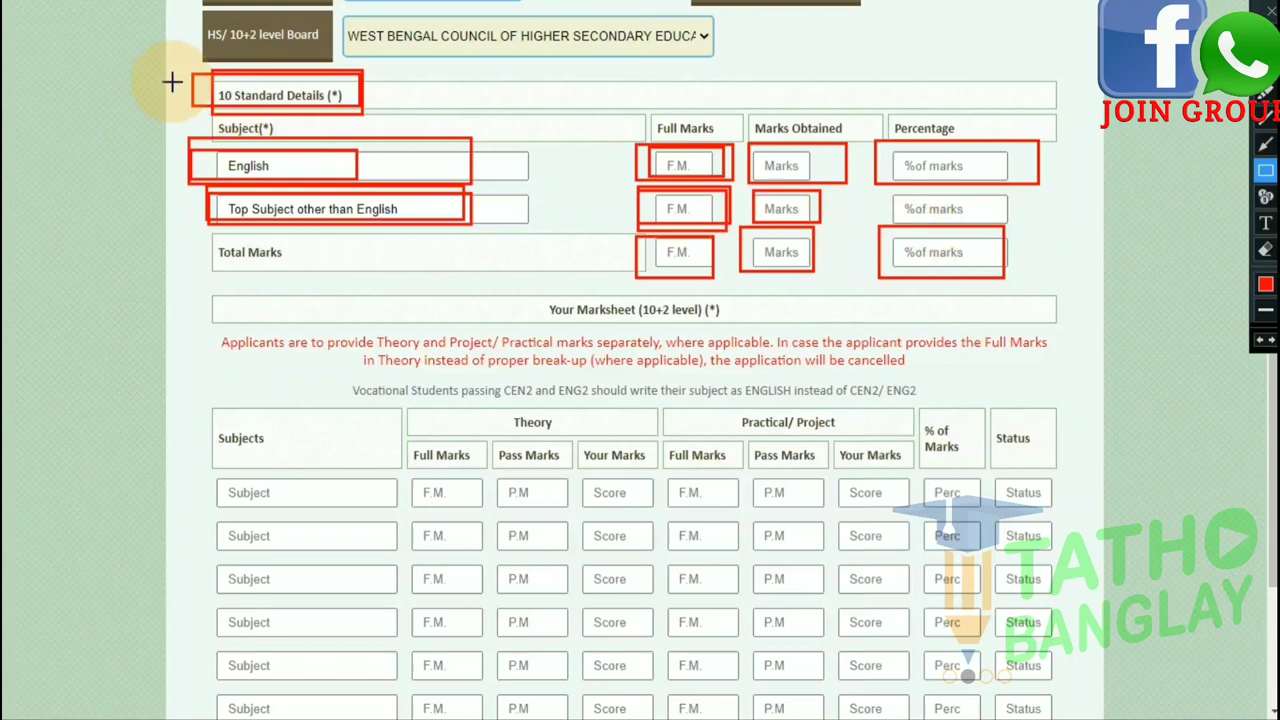 HS/ 10+2 level Board
WEST BENGAL COUNCIL OF HIGHER SECONDARY EDUCA
JOIN GROUP
10 Standard Details (*)
Subject(*) Full Marks Marks Obtained Percentage
English F.M. Marks %of marks
Top Subject other than English F.M. Marks %of marks
Total Marks F.M. Marks %of marks
Your Marksheet (10+2 level) (*)
Applicants are to provide Theory and Project/ Practical marks separately, where applicable. In case the applicant provides the Full Marks
in Theory instead of proper break-up (where applicable), the application will be cancelled
Vocational Students passing CEN2 and ENG2 should write their subject as ENGLISH instead of CEN2/ ENG2
Subjects Theory Practical/ Project % of Marks Status
Full Marks Pass Marks Your Marks Full Marks Pass Marks Your Marks
Subject F.M. P.M Score F.M. P.M Score Perc Status
Subject F.M. P.M Score F.M. P.M Score Perc Status
Subject F.M. P.M Score F.M. P.M Score Perc Status
Subject F.M. P.M Score F.M. P.M Score Perc Status
Subject F.M. P.M Score F.M. P.M Score Perc Status
Subject F.M. P.M Score F.M. P.M Score Perc Status
TATHO
BANGLAY